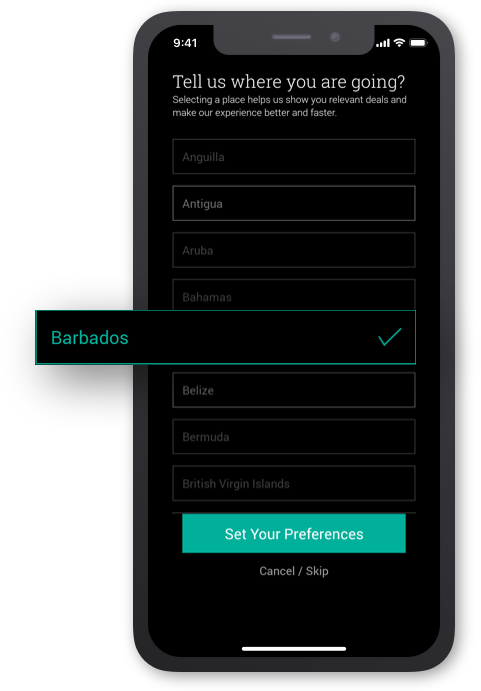 9:41
Tell us where you are going?
Selecting a place helps us show you relevant deals and
make our experience better and faster.
Anguilla
Antigua
Aruba
Bahamas
Barbados
Belize
Bermuda
British Virgin Islands
Set Your Preferences
Cancel / Skip